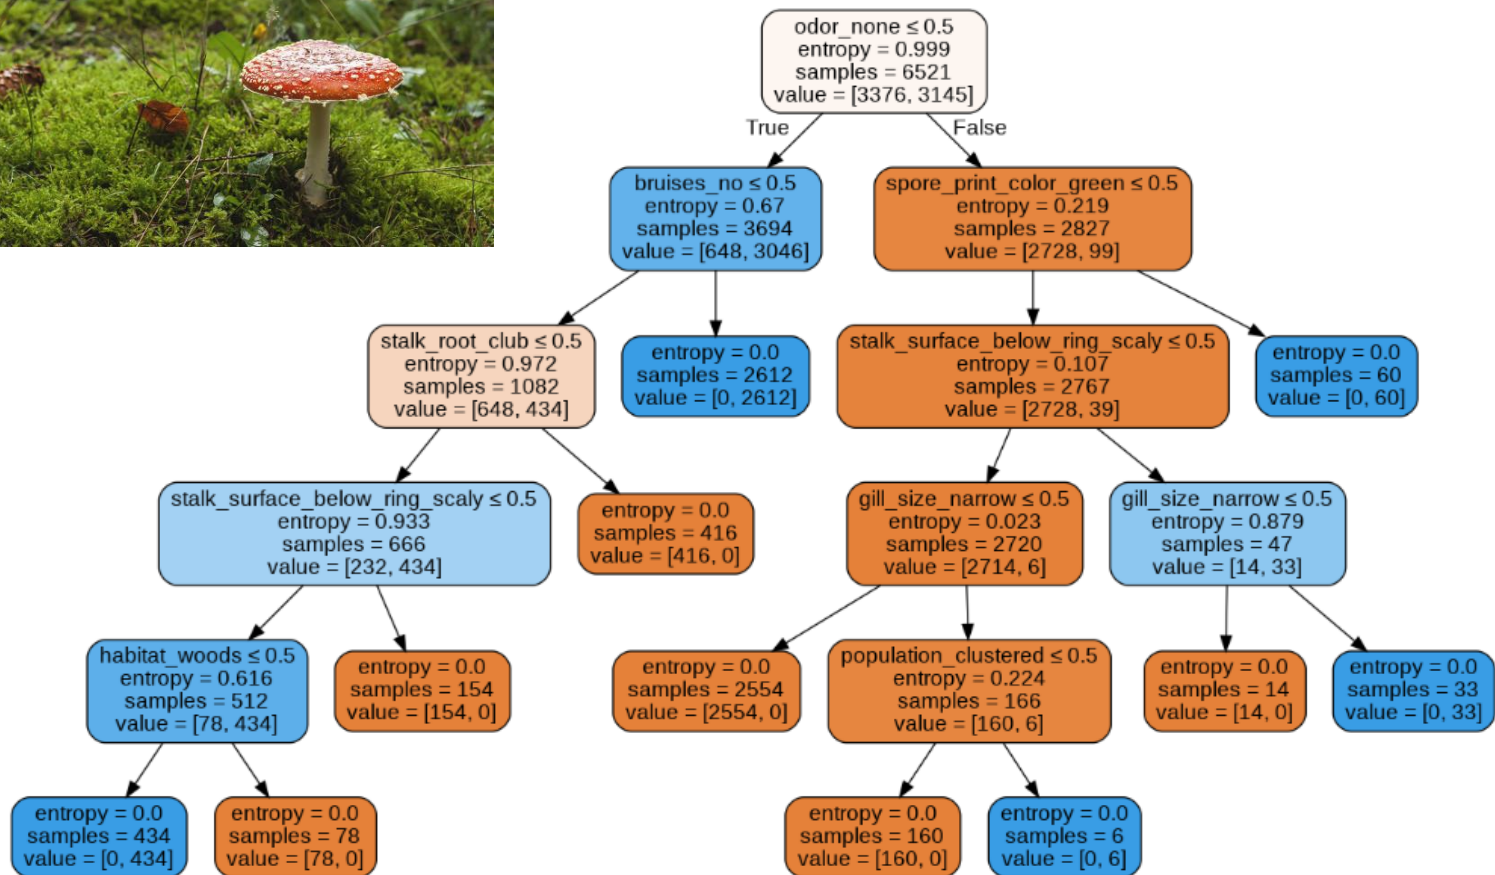 odor_none ≤ 0.5
entropy = 0.999
samples = 6521
value = [3376, 3145]
True
False
bruises_no ≤ 0.5
entropy = 0.67
samples = 3694
value = [648, 3046]
spore_print_color_green ≤ 0.5
entropy = 0.219
samples = 2827
value = [2728, 99]
stalk_root_club ≤ 0.5
entropy = 0.972
samples = 1082
value = [648, 434]
entropy = 0.0
samples = 2612
value = [0, 2612]
stalk_surface_below_ring_scaly ≤ 0.5
entropy = 0.107
samples = 2767
value = [2728, 39]
entropy = 0.0
samples = 60
value = [0, 60]
stalk_surface_below_ring_scaly ≤ 0.5
entropy = 0.933
samples = 666
value = [232, 434]
entropy = 0.0
samples = 416
value = [416, 0]
gill_size_narrow ≤ 0.5
entropy = 0.023
samples = 2720
value = [2714, 6]
gill_size_narrow ≤ 0.5
entropy = 0.879
samples = 47
value = [14, 33]
habitat_woods ≤ 0.5
entropy = 0.616
samples = 512
value = [78, 434]
entropy = 0.0
samples = 154
value = [154, 0]
entropy = 0.0
samples = 2554
value = [2554, 0]
population_clustered ≤ 0.5
entropy = 0.224
samples = 166
value = [160, 6]
entropy = 0.0
samples = 14
value = [14, 0]
entropy = 0.0
samples = 33
value = [0, 33]
entropy = 0.0
samples = 434
value = [0, 434]
entropy = 0.0
samples = 78
value = [78, 0]
entropy = 0.0
samples = 160
value = [160, 0]
entropy = 0.0
samples = 6
value = [0, 6]